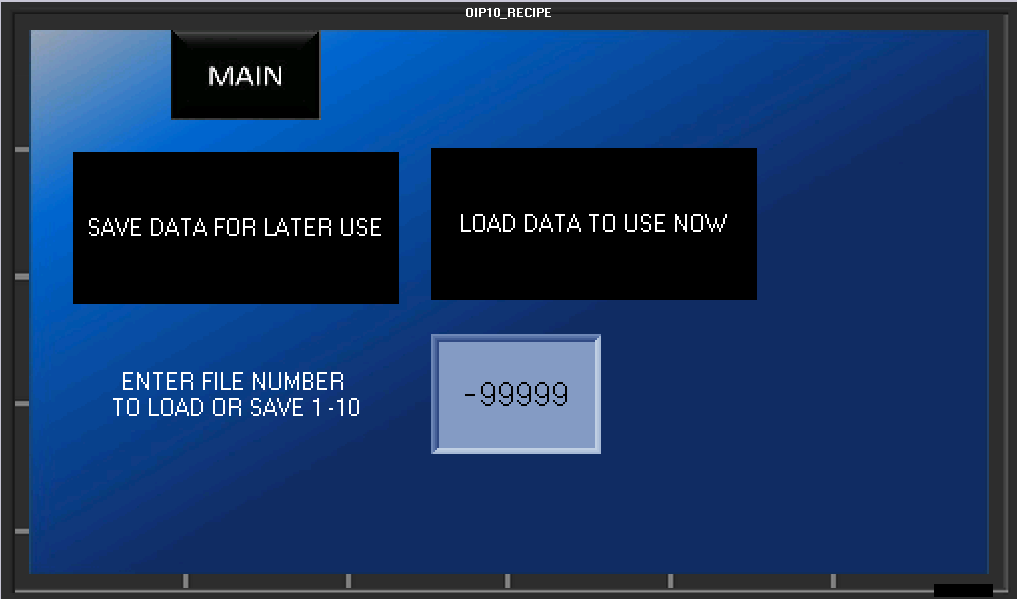 OIP10_RECIPE
MAIN
SAVE DATA FOR LATER USE
LOAD DATA TO USE NOW
ENTER FILE NUMBER
TO LOAD OR SAVE 1-10
-99999